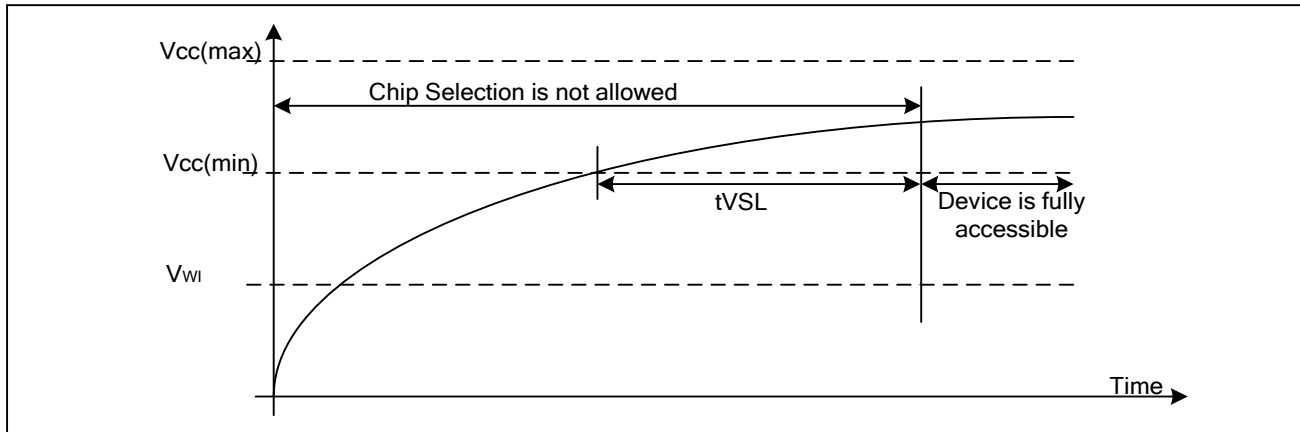 Vcc(max)
Chip Selection is not allowed
Vcc(min)
tVSL
Device is fully
accessible
VWI
Time